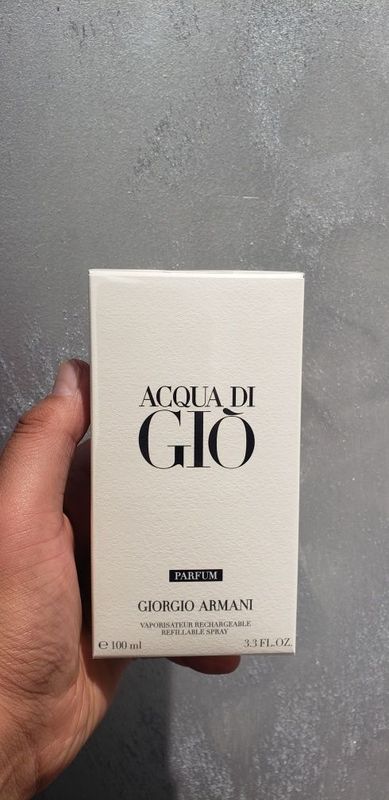 ACQUA DI
GIÒ
PARFUM
GIORGIO ARMANI
VAPORISATEUR RECHARGEABLE
REFILLABLE SPRAY
℮ 100 ml 3.3 FL.OZ.